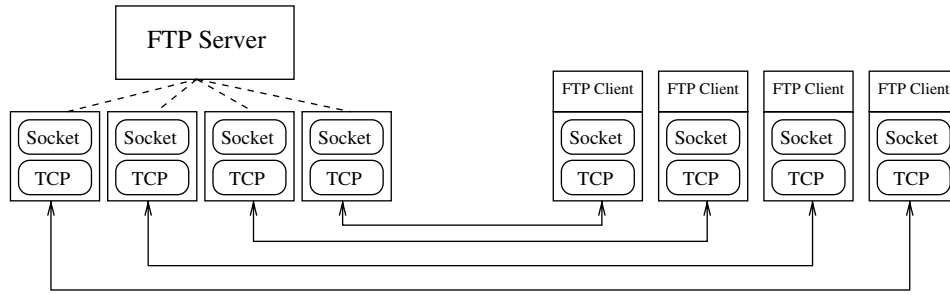 FTP Server
FTP Client FTP Client FTP Client FTP Client
Socket Socket Socket Socket Socket Socket Socket Socket
TCP TCP TCP TCP TCP TCP TCP TCP